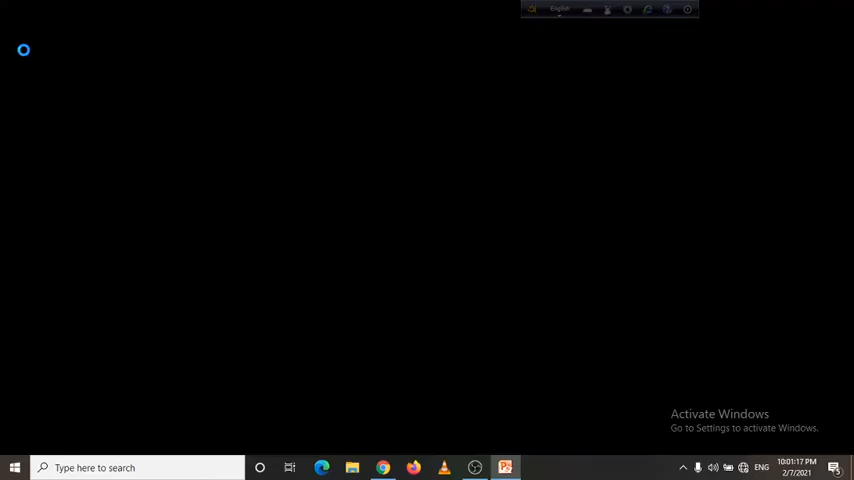 English
Activate Windows
Go to Settings to activate Windows.
Type here to search
ENG
10:01:17 PM
2/7/2021
5